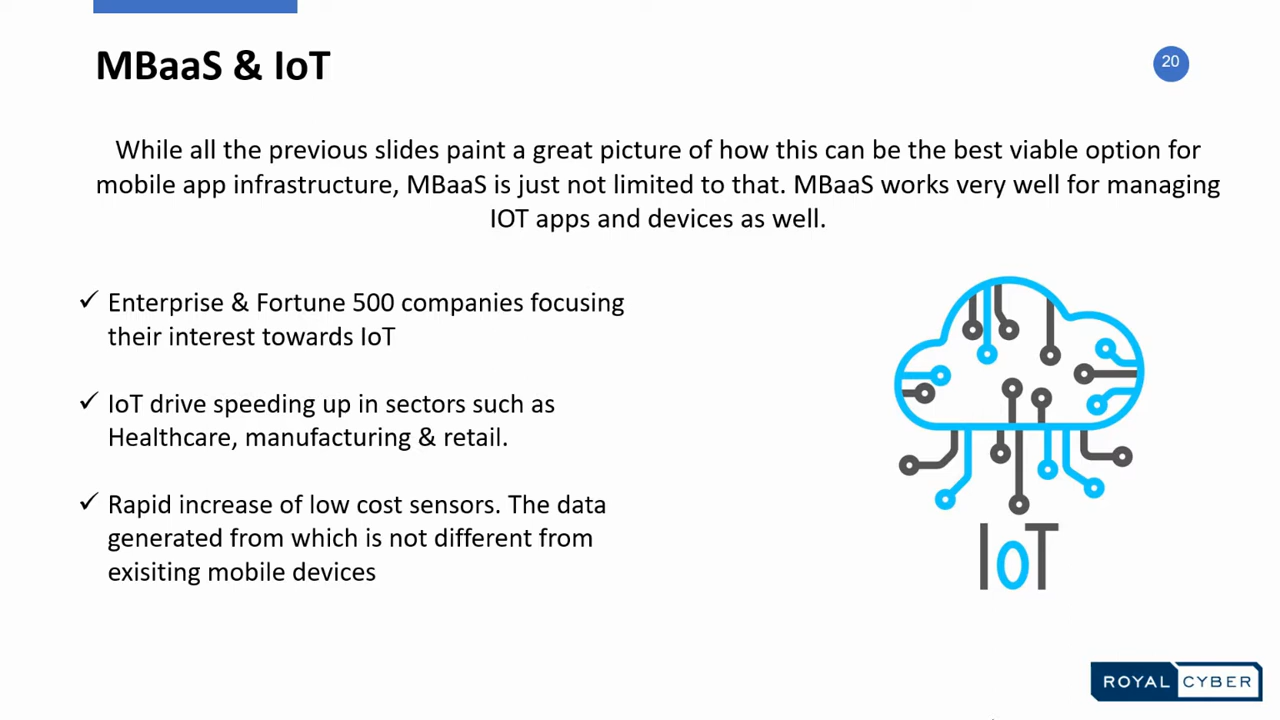 MBaaS & IoT
20
While all the previous slides paint a great picture of how this can be the best viable option for
mobile app infrastructure, MBaaS is just not limited to that. MBaaS works very well for managing
IOT apps and devices as well.
✓ Enterprise & Fortune 500 companies focusing
their interest towards IoT
✓ IoT drive speeding up in sectors such as
Healthcare, manufacturing & retail.
✓ Rapid increase of low cost sensors. The data
generated from which is not different from
exisiting mobile devices
IoT
ROYAL CYBER